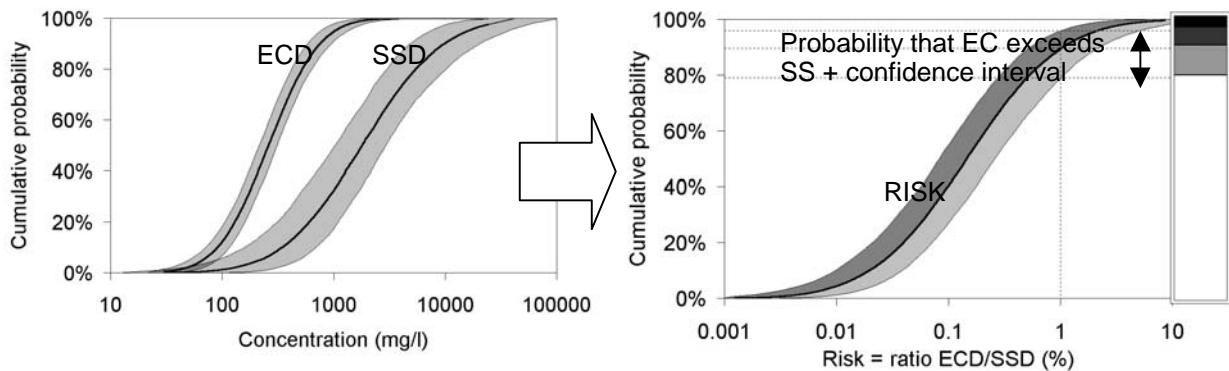 100%
80%
60%
40%
20%
0%
Cumulative probability
ECD
SSD
10
100
1000
10000
100000
Concentration (mg/l)
100%
80%
60%
40%
20%
0%
Cumulative probability
Probability that EC exceeds
SS + confidence interval
RISK
0.001
0.01
0.1
1
10
Risk = ratio ECD/SSD (%)